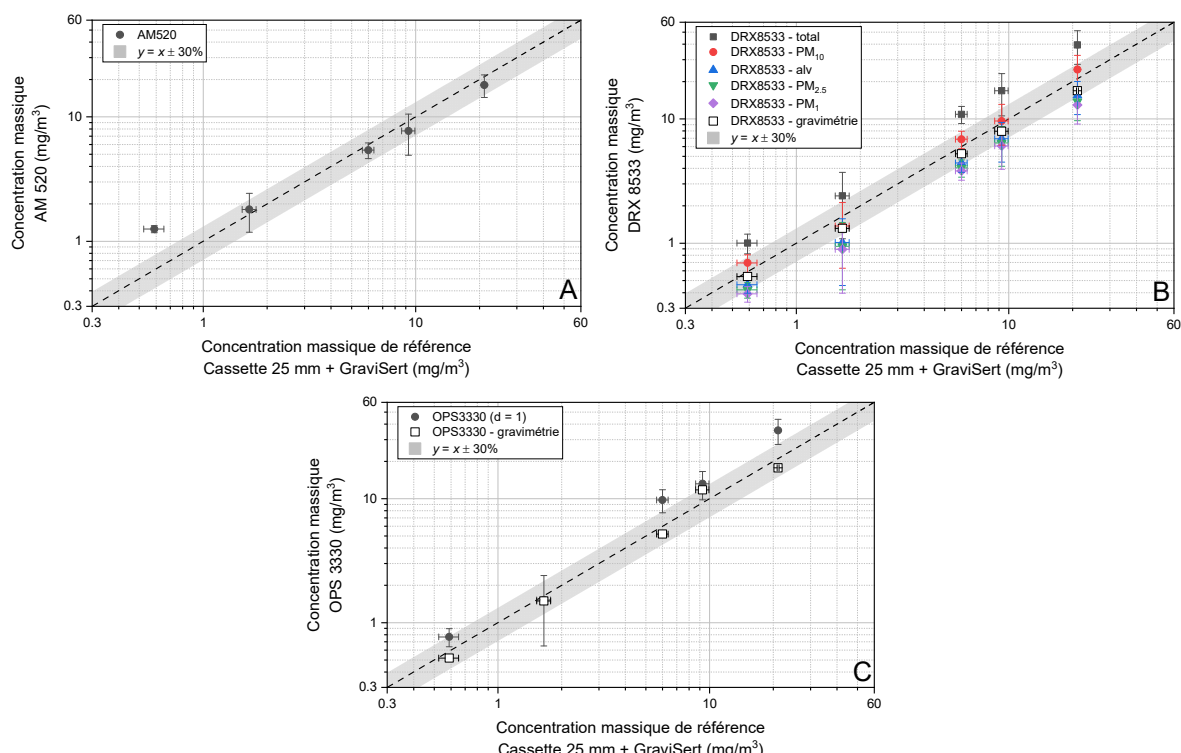 60
10
1
0.3
Concentration massique
AM 520 (mg/m³)
AM520
y = x ± 30%
A
0.3 1 10 60
Concentration massique de référence
Cassette 25 mm + GraviSert (mg/m³)
60
10
1
0.3
Concentration massique
DRX 8533 (mg/m³)
DRX8533 - total
DRX8533 - PM₁₀
DRX8533 - alv
DRX8533 - PM₂.₅
DRX8533 - PM₁
DRX8533 - gravimétrie
y = x ± 30%
B
0.3 1 10 60
Concentration massique de référence
Cassette 25 mm + GraviSert (mg/m³)
60
10
1
0.3
Concentration massique
OPS 3330 (mg/m³)
OPS3330 (d = 1)
OPS3330 - gravimétrie
y = x ± 30%
C
0.3 1 10 60
Concentration massique de référence
Cassette 25 mm + GraviSert (mg/m³)